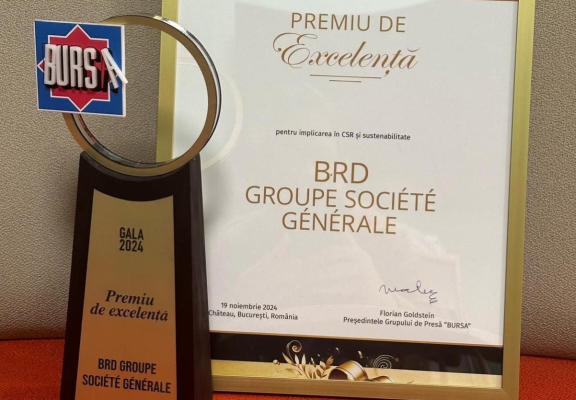 BURSA
GALA
2024
Premiu
de excelență
BRD GROUPE
SOCIÉTÉ GÉNÉRALE
PREMIU DE
Excelență
pentru implicarea în CSR și sustenabilitate
BRD
GROUPE SOCIÉTÉ
GÉNÉRALE
19 noiembrie 2024
Château, București, România
Florian Goldstein
Președintele Grupului de Presă "BURSA"